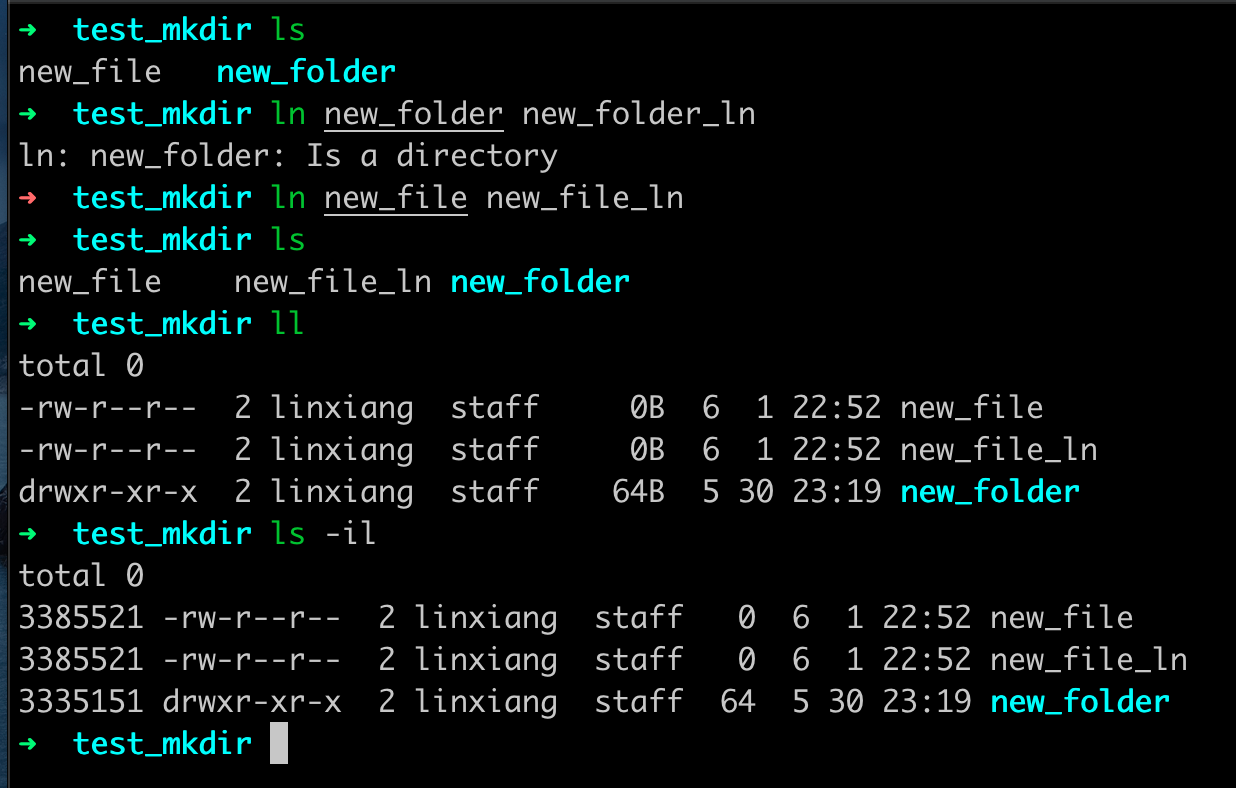 ➜  test_mkdir ls
new_file   new_folder
➜  test_mkdir ln new_folder new_folder_ln
ln: new_folder: Is a directory
➜  test_mkdir ln new_file new_file_ln
➜  test_mkdir ls
new_file    new_file_ln new_folder
➜  test_mkdir ll
total 0
-rw-r--r--  2 linxiang  staff     0B  6  1 22:52 new_file
-rw-r--r--  2 linxiang  staff     0B  6  1 22:52 new_file_ln
drwxr-xr-x  2 linxiang  staff    64B  5 30 23:19 new_folder
➜  test_mkdir ls -il
total 0
3385521 -rw-r--r--  2 linxiang  staff   0  6  1 22:52 new_file
3385521 -rw-r--r--  2 linxiang  staff   0  6  1 22:52 new_file_ln
3335151 drwxr-xr-x  2 linxiang  staff  64  5 30 23:19 new_folder
➜  test_mkdir